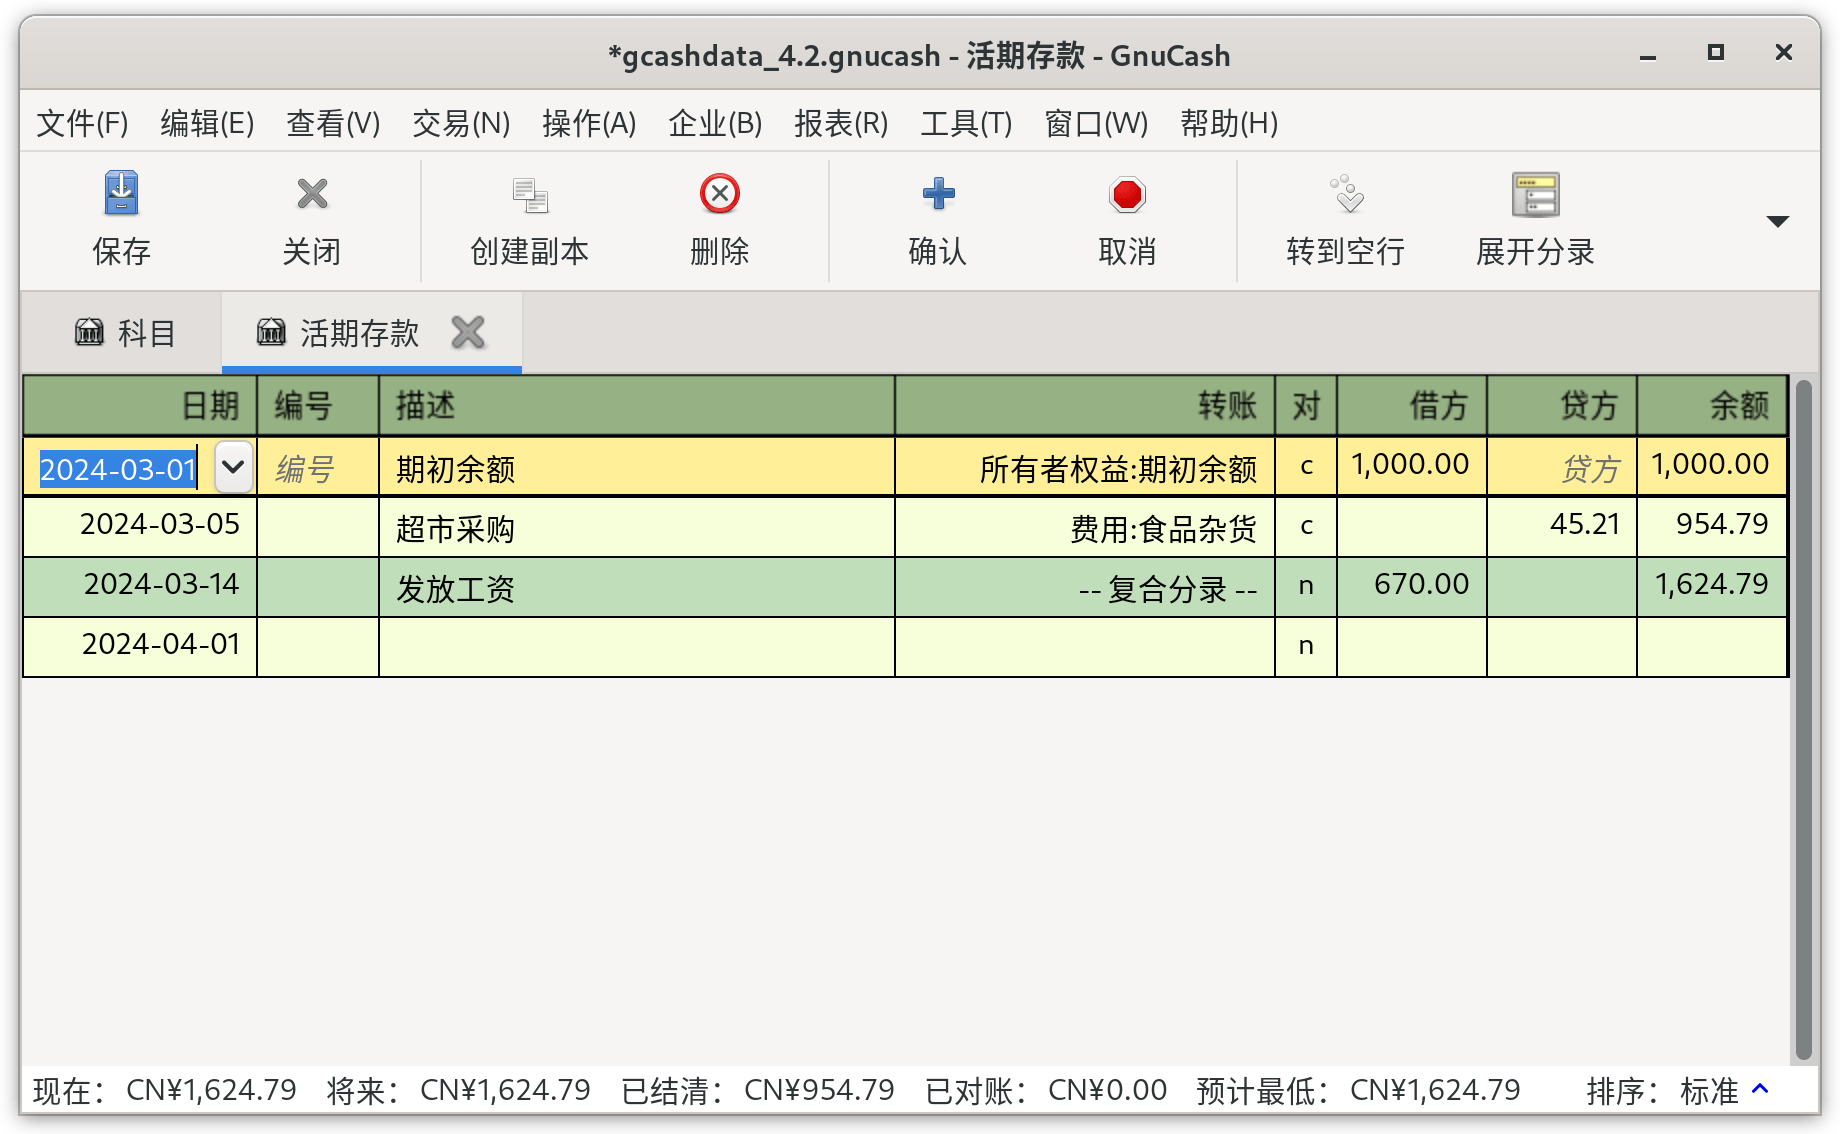 *gcashdata_4.2.gnucash - 活期存款 - GnuCash
文件(F) 编辑(E) 查看(V) 交易(N) 操作(A) 企业(B) 报表(R) 工具(T) 窗口(W) 帮助(H)
保存 关闭 创建副本 删除 确认 取消 转到空行 展开分录
科目 活期存款
日期 编号 描述 转账 对 借方 贷方 余额
2024-03-01 编号 期初余额 所有者权益:期初余额 c 1,000.00 贷方 1,000.00
2024-03-05 超市采购 费用:食品杂货 c 45.21 954.79
2024-03-14 发放工资 -- 复合分录 -- n 670.00 1,624.79
2024-04-01 n
现在： CN¥1,624.79 将来： CN¥1,624.79 已结清： CN¥954.79 已对账： CN¥0.00 预计最低： CN¥1,624.79 排序： 标准